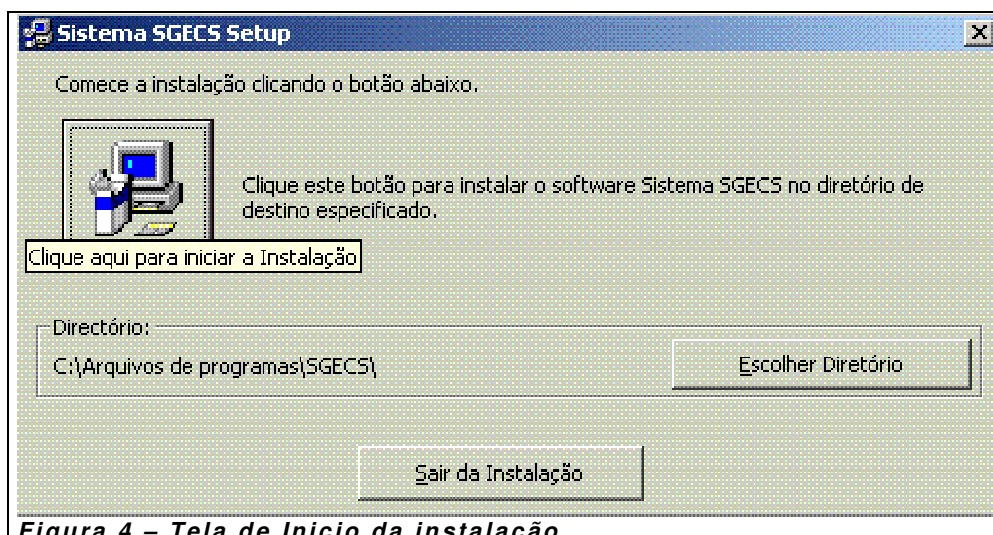 Sistema SGECS Setup
Comece a instalação clicando o botão abaixo.
Clique este botão para instalar o software Sistema SGECS no diretório de
destino especificado.
Clique aqui para iniciar a Instalação
Directório:
C:\Arquivos de programas\SGECS\
Escolher Diretório
Sair da Instalação
Figura 4 – Tela de Inicio da instalação